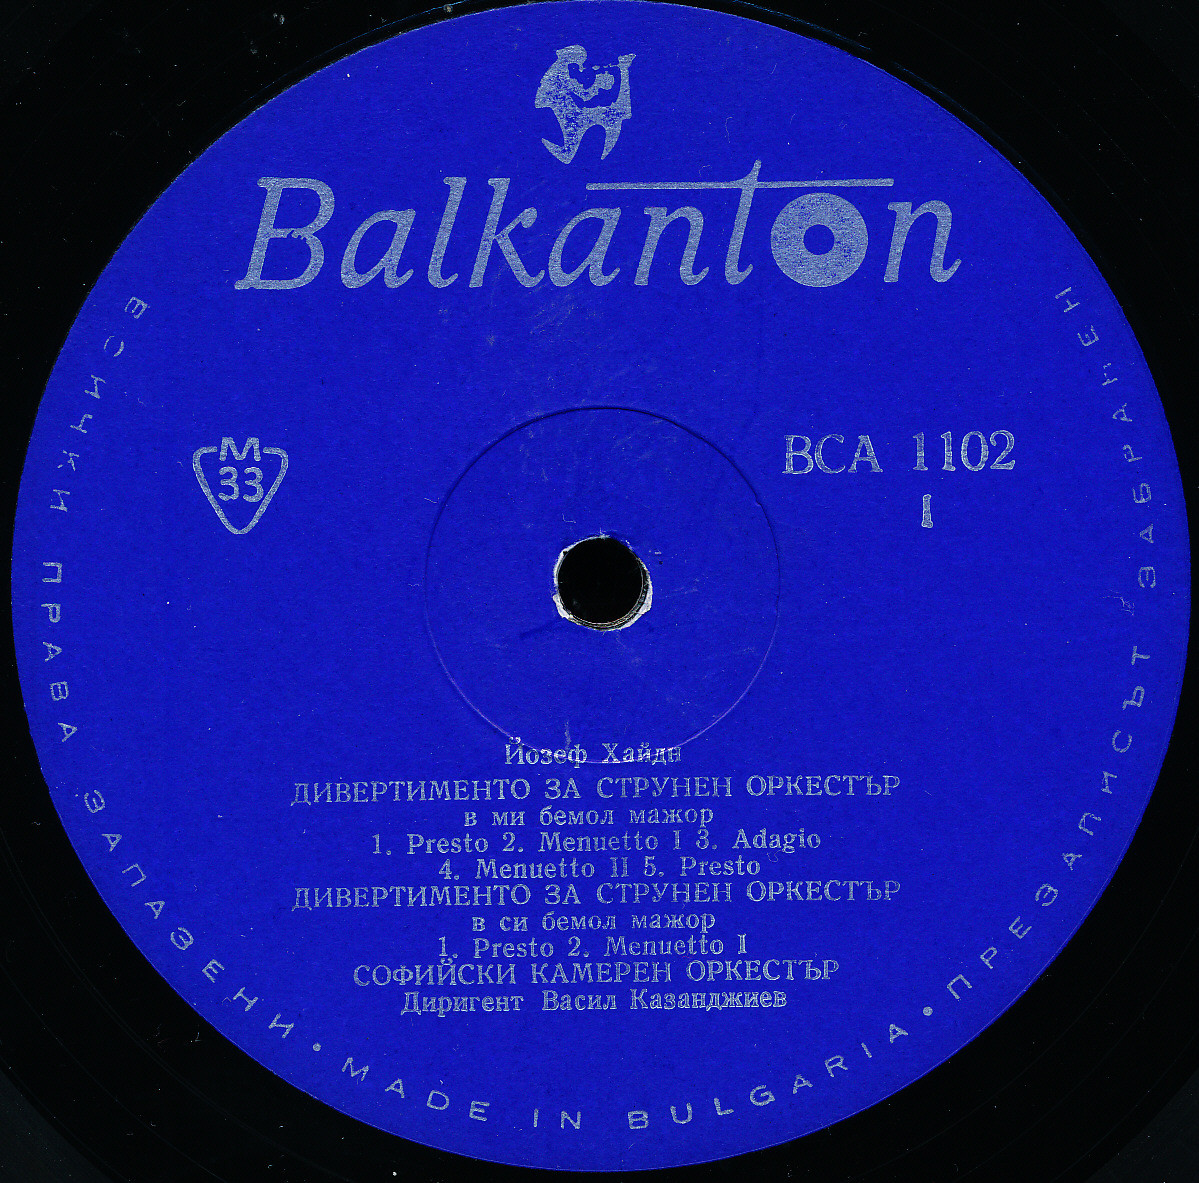 Balkanton
M
33
ВСА 1102
I
Йозеф Хайдн
ДИВЕРТИМЕНТО ЗА СТРУНЕН ОРКЕСТЪР
в ми бемол мажор
1. Presto 2. Menuetto I 3. Adagio
4. Menuetto II 5. Presto
ДИВЕРТИМЕНТО ЗА СТРУНЕН ОРКЕСТЪР
в си бемол мажор
1. Presto 2. Menuetto I
СОФИЙСКИ КАМЕРЕН ОРКЕСТЪР
Диригент Васил Казанджиев
ВСИЧКИ ПРАВА ЗАПАЗЕНИ • MADE IN BULGARIA • ПРЕЗАПИСЪТ ЗАБРАНЕН